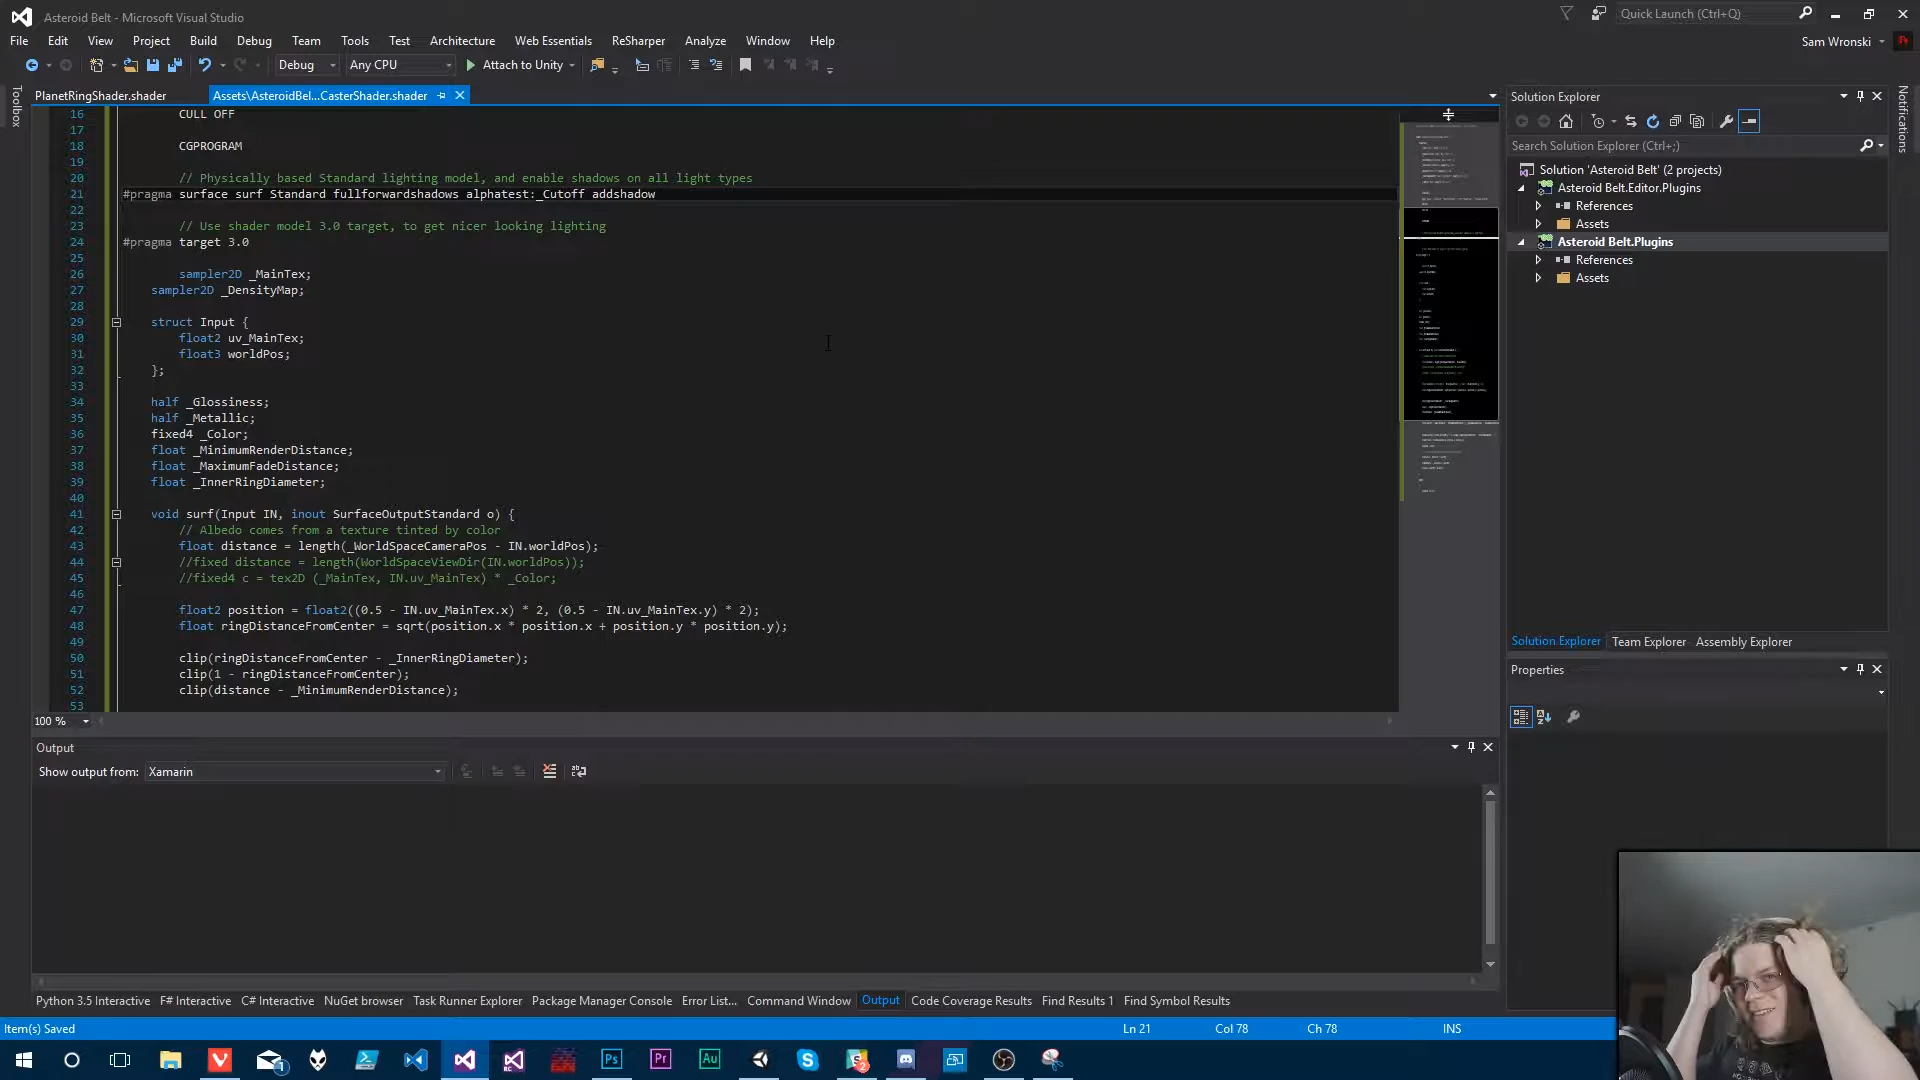 Asteroid Belt - Microsoft Visual Studio
Quick Launch (Ctrl+Q)
File Edit View Project Build Debug Team Tools Test Architecture Web Essentials ReSharper Analyze Window Help
Sam Wronski
Debug Any CPU Attach to Unity
Toolbox
PlanetRingShader.shader Assets\AsteroidBel...CasterShader.shader
16 CULL OFF
17
18 CGPROGRAM
19
20 // Physically based Standard lighting model, and enable shadows on all light types
21 #pragma surface surf Standard fullforwardshadows alphatest:_Cutoff addshadow
22
23 // Use shader model 3.0 target, to get nicer looking lighting
24 #pragma target 3.0
25
26 sampler2D _MainTex;
27 sampler2D _DensityMap;
28
29 struct Input {
30 float2 uv_MainTex;
31 float3 worldPos;
32 };
33
34 half _Glossiness;
35 half _Metallic;
36 fixed4 _Color;
37 float _MinimumRenderDistance;
38 float _MaximumFadeDistance;
39 float _InnerRingDiameter;
40
41 void surf(Input IN, inout SurfaceOutputStandard o) {
42 // Albedo comes from a texture tinted by color
43 float distance = length(_WorldSpaceCameraPos - IN.worldPos);
44 //fixed distance = length(WorldSpaceViewDir(IN.worldPos));
45 //fixed4 c = tex2D (_MainTex, IN.uv_MainTex) * _Color;
46
47 float2 position = float2((0.5 - IN.uv_MainTex.x) * 2, (0.5 - IN.uv_MainTex.y) * 2);
48 float ringDistanceFromCenter = sqrt(position.x * position.x + position.y * position.y);
49
50 clip(ringDistanceFromCenter - _InnerRingDiameter);
51 clip(1 - ringDistanceFromCenter);
52 clip(distance - _MinimumRenderDistance);
53
100 %
Solution Explorer
Search Solution Explorer (Ctrl+;)
Solution 'Asteroid Belt' (2 projects)
Asteroid Belt.Editor.Plugins
References
Assets
Asteroid Belt.Plugins
References
Assets
Solution Explorer Team Explorer Assembly Explorer
Properties
Notifications
Output
Show output from: Xamarin
Python 3.5 Interactive F# Interactive C# Interactive NuGet browser Task Runner Explorer Package Manager Console Error List... Command Window Output Code Coverage Results Find Results 1 Find Symbol Results
Item(s) Saved Ln 21 Col 78 Ch 78 INS
Ps Pr Au